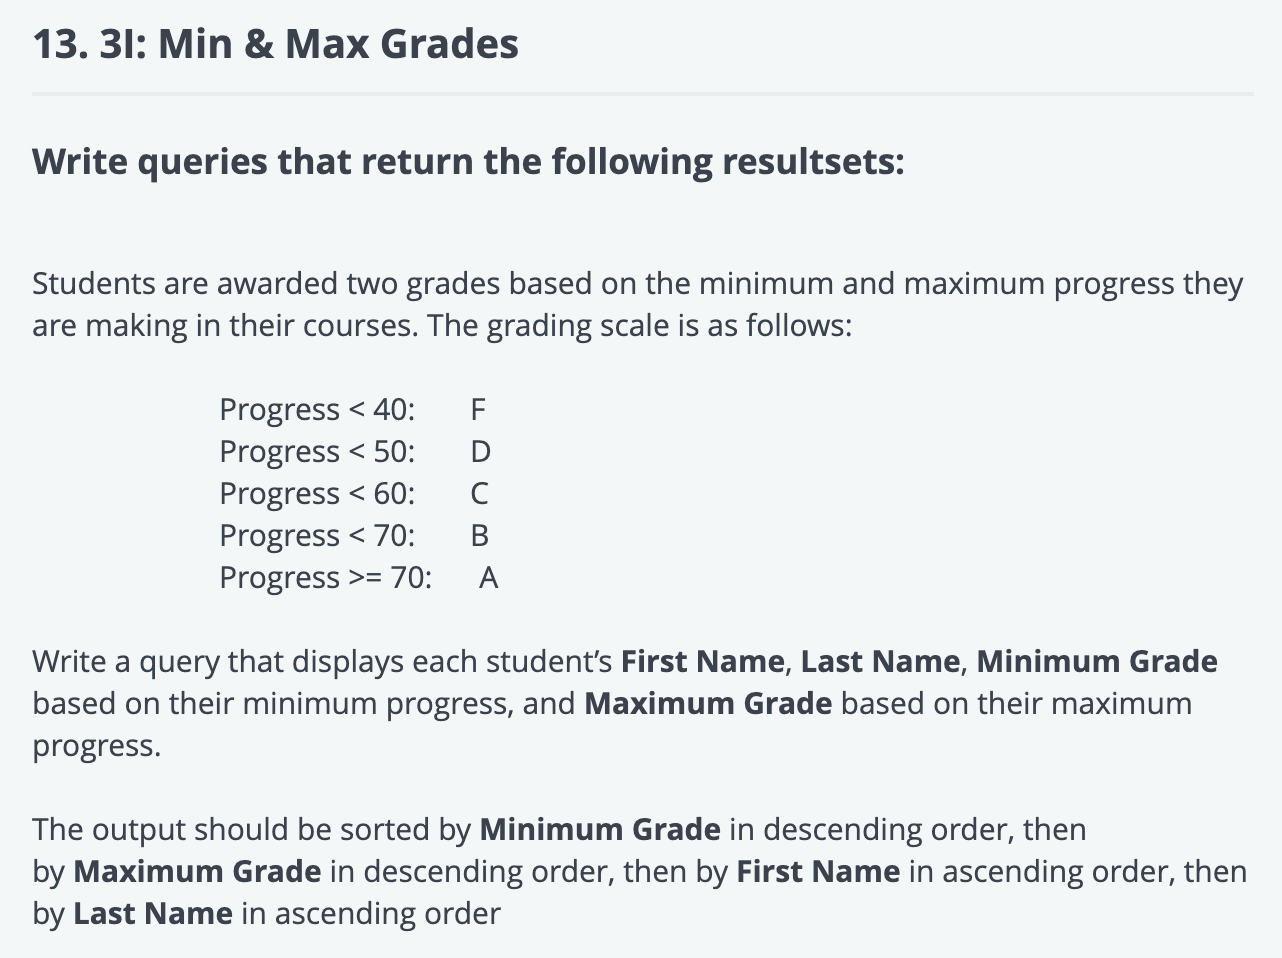 13. 3I: Min & Max Grades
Write queries that return the following resultsets:
Students are awarded two grades based on the minimum and maximum progress they
are making in their courses. The grading scale is as follows:
Progress < 40: F
Progress < 50: D
Progress < 60: C
Progress < 70: B
Progress >= 70: A
Write a query that displays each student’s First Name, Last Name, Minimum Grade
based on their minimum progress, and Maximum Grade based on their maximum
progress.
The output should be sorted by Minimum Grade in descending order, then
by Maximum Grade in descending order, then by First Name in ascending order, then
by Last Name in ascending order